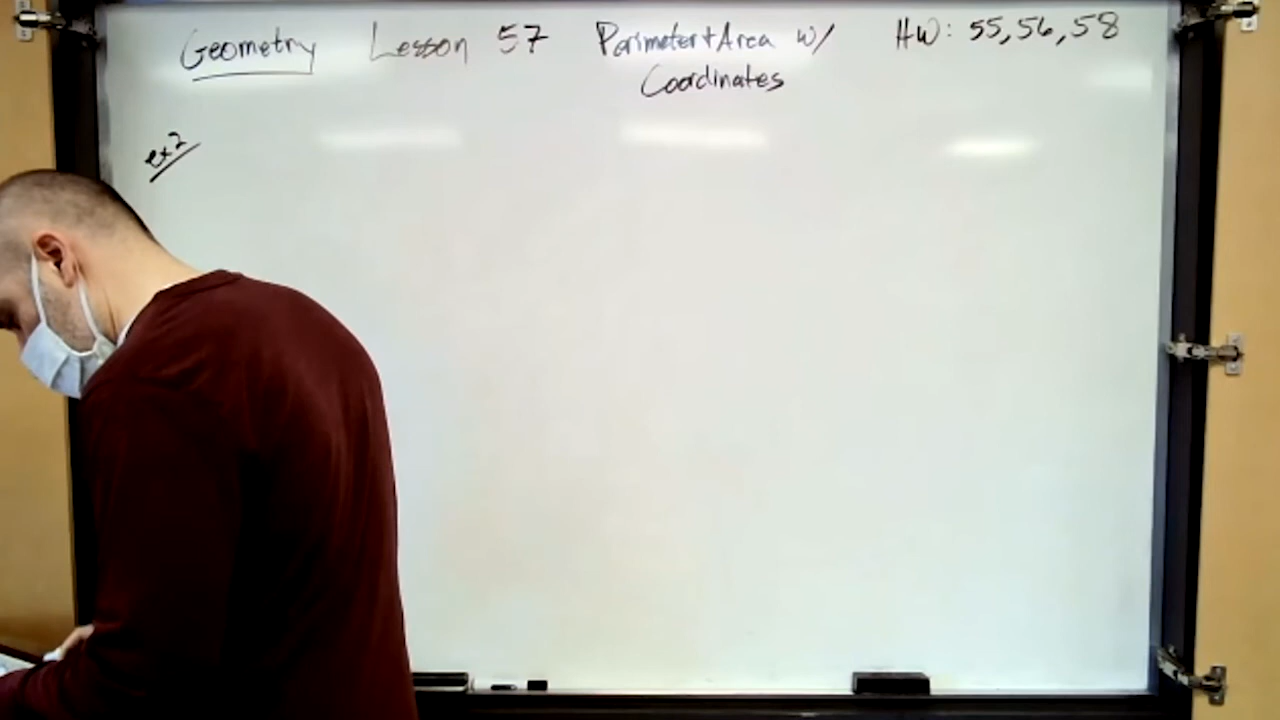 Geometry Lesson 57 Perimeter + Area w/ HW: 55, 56, 58
Coordinates
ex 2